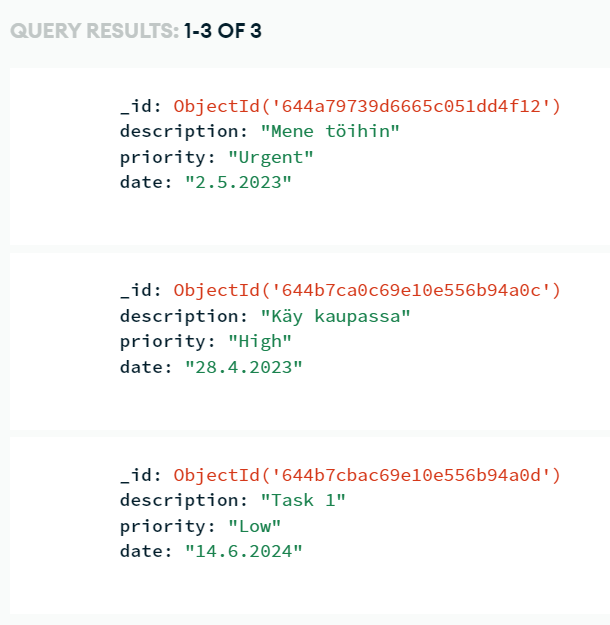 QUERY RESULTS: 1-3 OF 3
_id: ObjectId('644a79739d6665c051dd4f12')
description: "Mene töihin"
priority: "Urgent"
date: "2.5.2023"
_id: ObjectId('644b7ca0c69e10e556b94a0c')
description: "Käy kaupassa"
priority: "High"
date: "28.4.2023"
_id: ObjectId('644b7cbac69e10e556b94a0d')
description: "Task 1"
priority: "Low"
date: "14.6.2024"